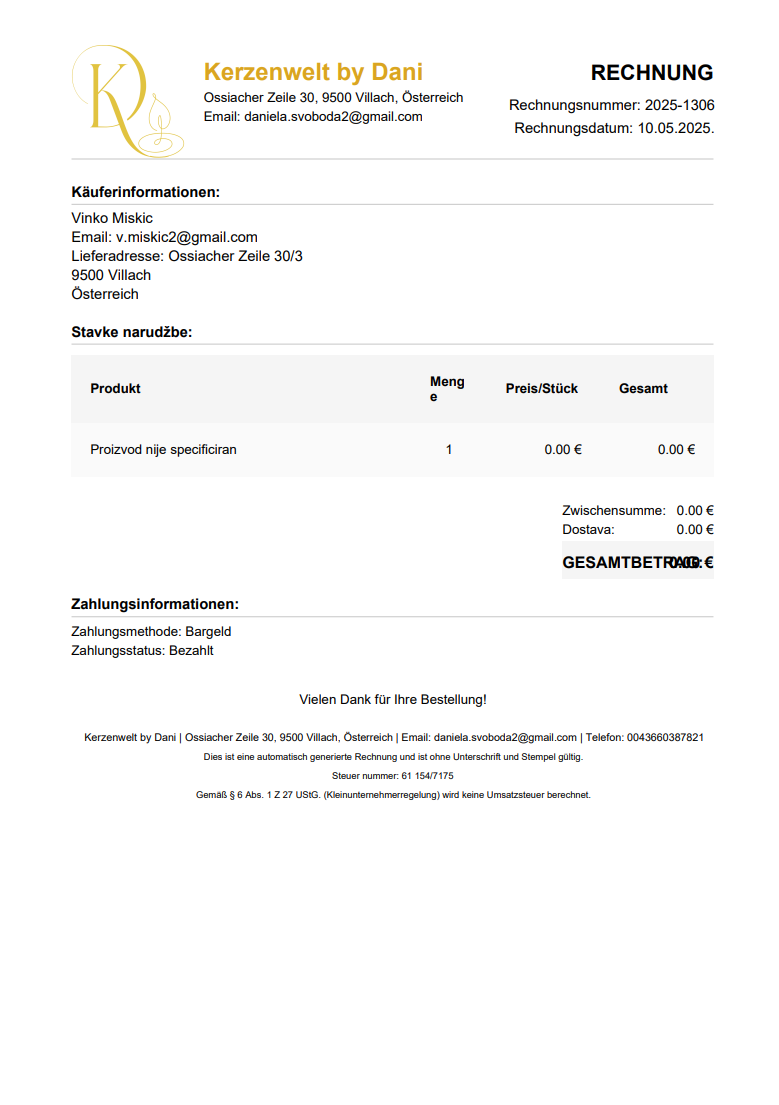 Kerzenwelt by Dani
Ossiacher Zeile 30, 9500 Villach, Österreich
Email: daniela.svoboda2@gmail.com
RECHNUNG
Rechnungsnummer: 2025-1306
Rechnungsdatum: 10.05.2025.
Käuferinformationen:
Vinko Miskic
Email: v.miskic2@gmail.com
Lieferadresse: Ossiacher Zeile 30/3
9500 Villach
Österreich
Stavke narudžbe:
Produkt Meng
e Preis/Stück Gesamt
Proizvod nije specificiran 1 0.00 € 0.00 €
Zwischensumme: 0.00 €
Dostava: 0.00 €
GESAMTBETRAG: 0.00 €
Zahlungsinformationen:
Zahlungsmethode: Bargeld
Zahlungsstatus: Bezahlt
Vielen Dank für Ihre Bestellung!
Kerzenwelt by Dani | Ossiacher Zeile 30, 9500 Villach, Österreich | Email: daniela.svoboda2@gmail.com | Telefon: 0043660387821
Dies ist eine automatisch generierte Rechnung und ist ohne Unterschrift und Stempel gültig.
Steuer nummer: 61 154/7175
Gemäß § 6 Abs. 1 Z 27 UStG. (Kleinunternehmerregelung) wird keine Umsatzsteuer berechnet.